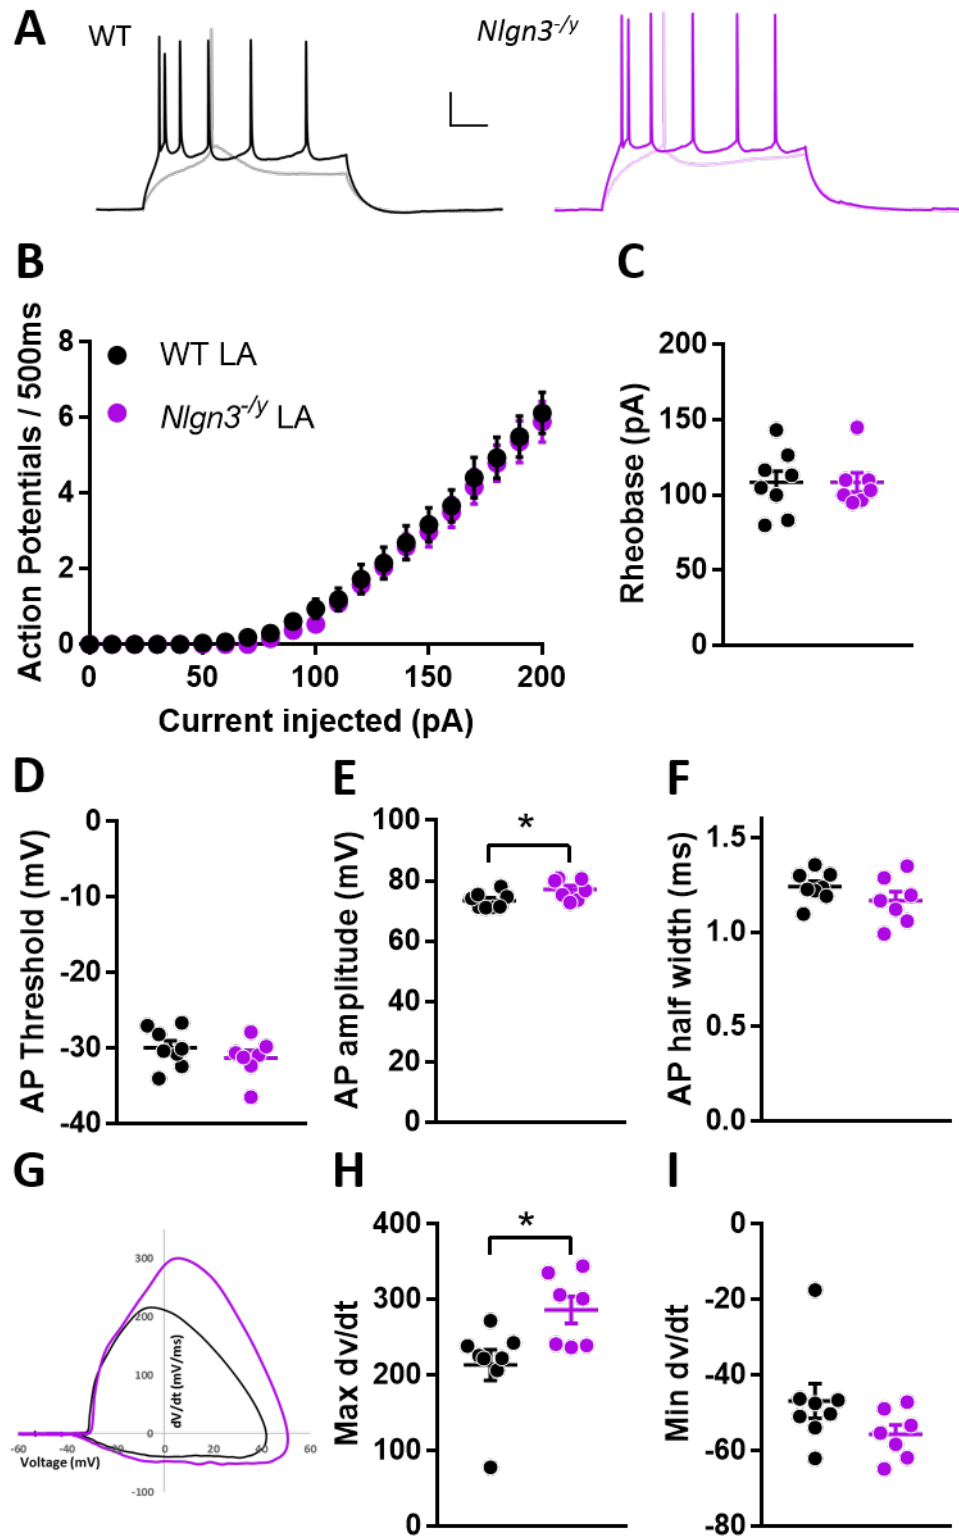 A
WT
Nlgn3-/y
B
C
Action Potentials / 500ms
8
6
4
2
0
WT LA
Nlgn3-/y LA
0
50
100
150
200
Current injected (pA)
Rheobase (pA)
200
150
100
50
0
D
E
F
AP Threshold (mV)
0
-10
-20
-30
-40
AP amplitude (mV)
100
80
60
40
20
0
*
AP half width (ms)
1.5
1.0
0.5
0.0
G
H
I
300
200
100
0
-100
dV/dt (mV/ms)
-60
-40
-20
0
20
40
60
Voltage (mV)
Max dv/dt
400
300
200
100
0
*
Min dv/dt
0
-20
-40
-60
-80